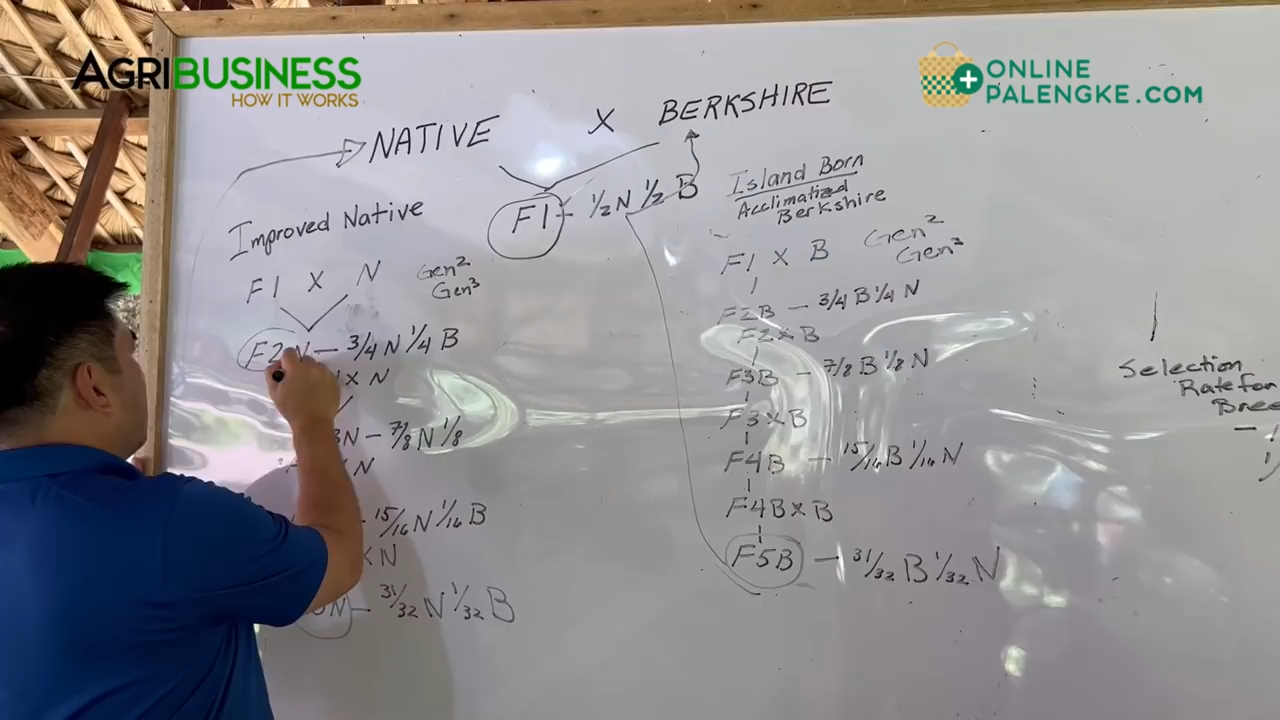 AGRIBUSINESS
HOW IT WORKS
ONLINE
PALENGKE.COM
NATIVE X BERKSHIRE
F1 - 1/2 N 1/2 B
Improved Native
F1 X N Gen2
Gen3
F2N - 3/4 N 1/4 B
X N
3N - 7/8 N 1/8
N
15/16 N 1/16 B
X N
N - 31/32 N 1/32 B
Island Born
Acclimatized
Berkshire
F1 X B Gen2
Gen3
F2B - 3/4 B 1/4 N
F2 X B
F3B - 7/8 B 1/8 N
F3 X B
F4B - 15/16 B 1/16 N
F4B X B
F5B - 31/32 B 1/32 N
Selection
Rate for
Bree